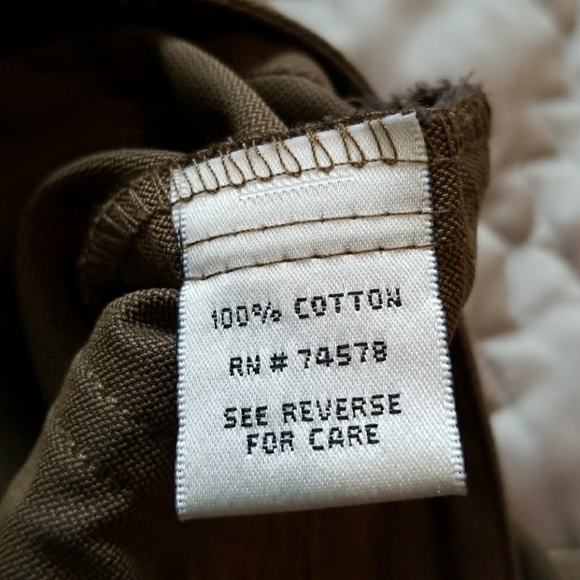 100% COTTON
RN # 74578
SEE REVERSE
FOR CARE